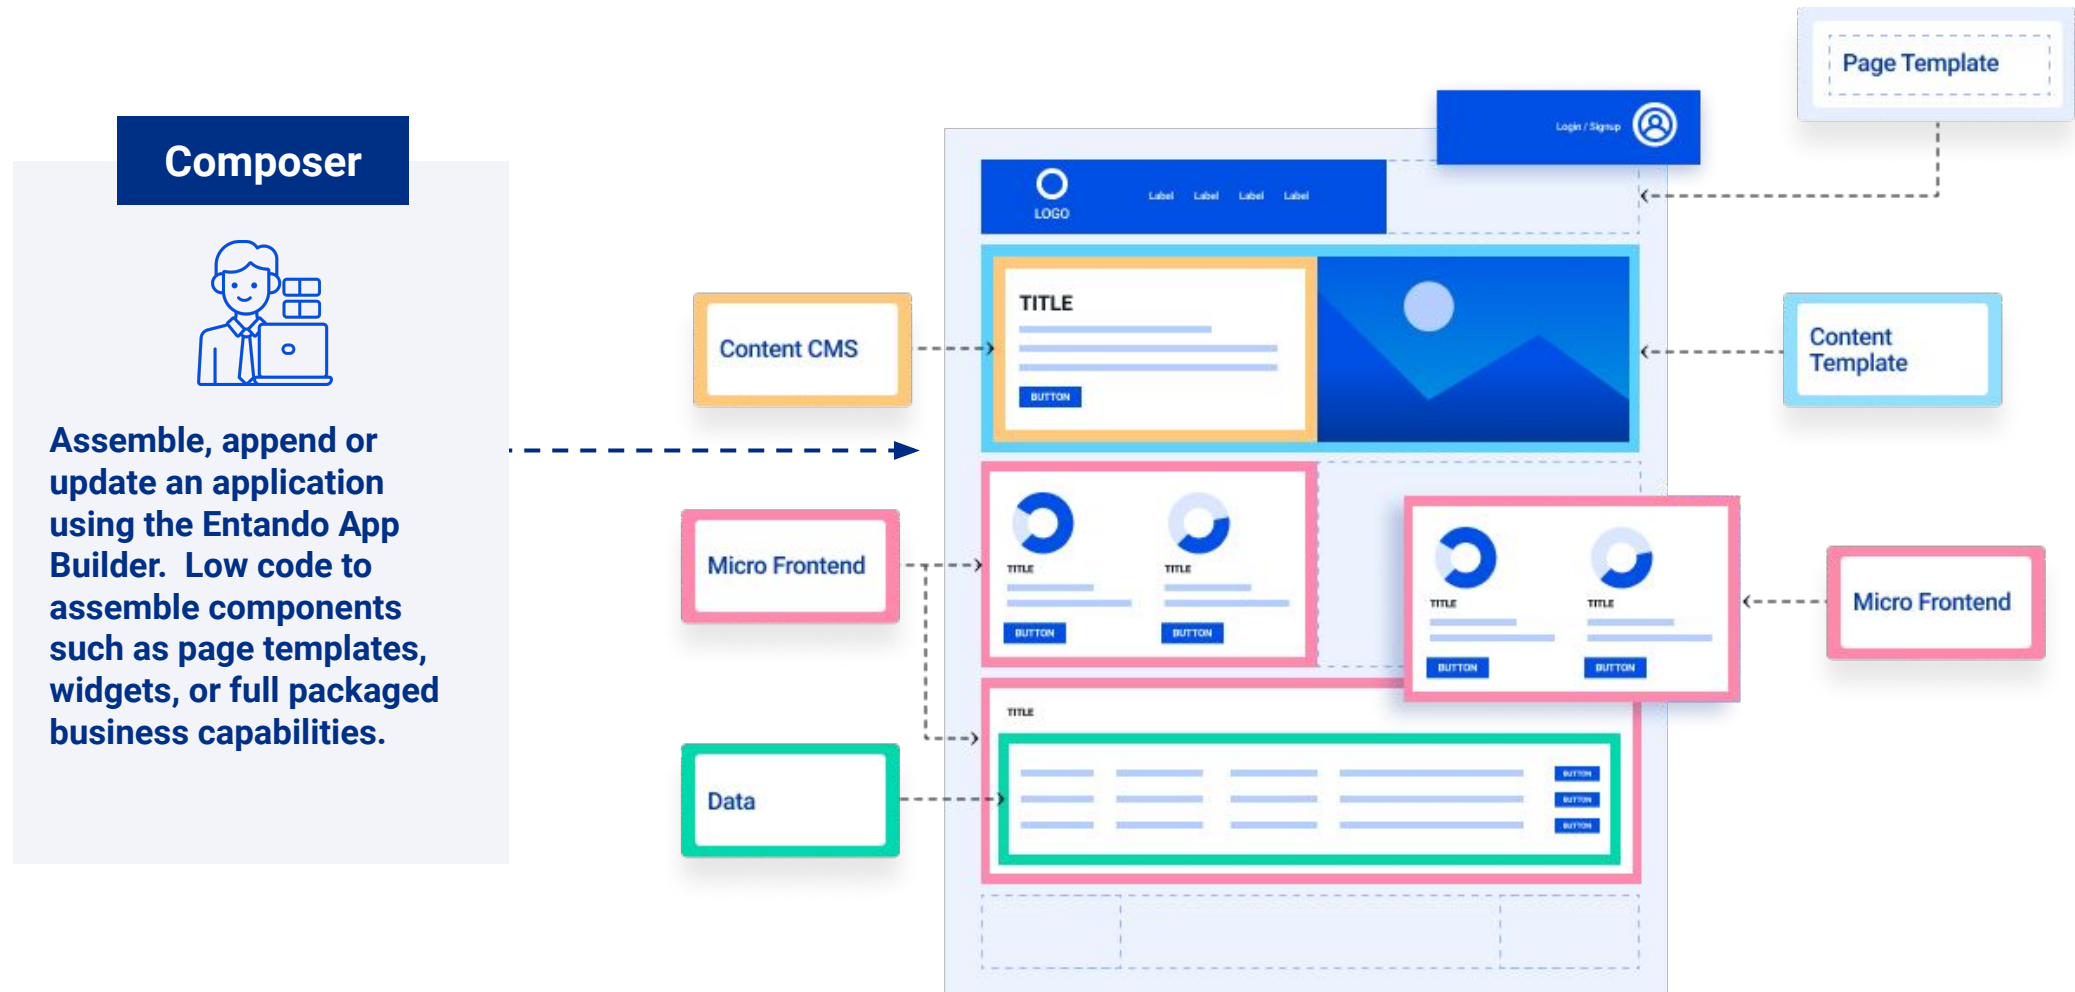 Composer
Assemble, append or
update an application
using the Entando App
Builder.  Low code to
assemble components
such as page templates,
widgets, or full packaged
business capabilities.
Page Template
Login / Signup
LOGO
Label
Label
Label
Label
Content CMS
TITLE
BUTTON
Content
Template
Micro Frontend
TITLE
BUTTON
TITLE
BUTTON
TITLE
BUTTON
TITLE
BUTTON
Micro Frontend
TITLE
Data
BUTTON
BUTTON
BUTTON